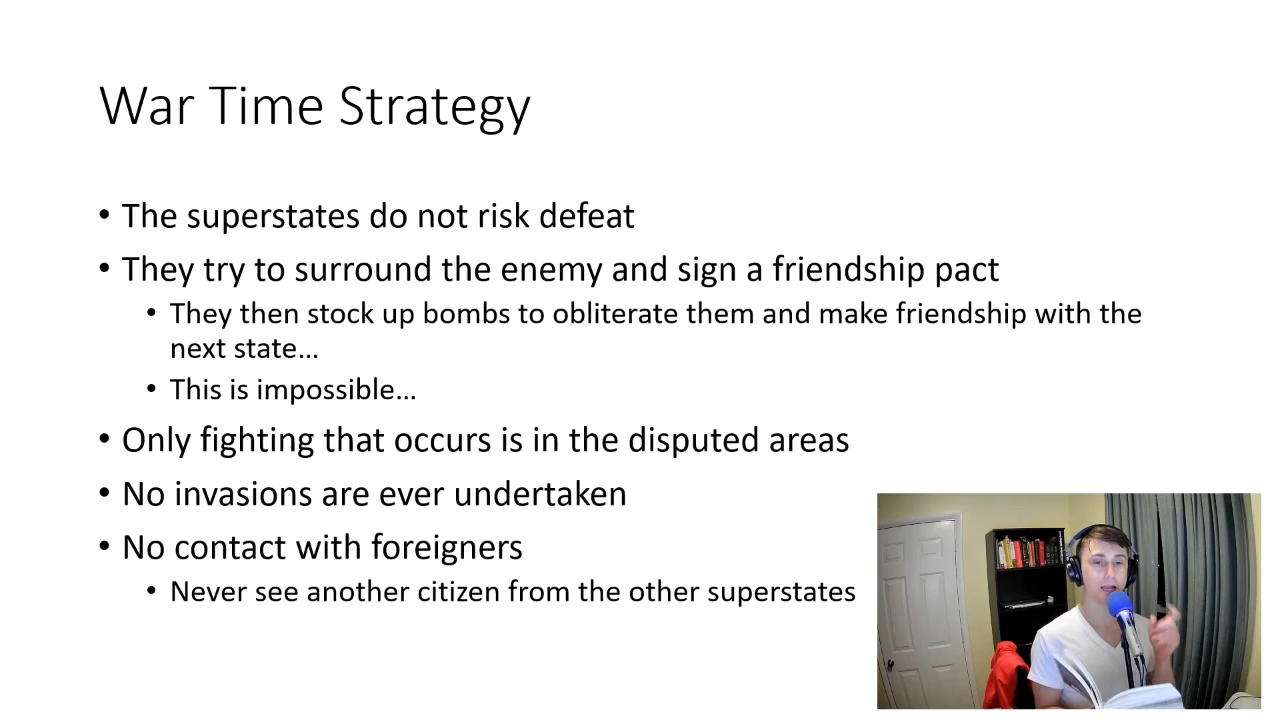 War Time Strategy
• The superstates do not risk defeat
• They try to surround the enemy and sign a friendship pact
• They then stock up bombs to obliterate them and make friendship with the
next state...
• This is impossible...
• Only fighting that occurs is in the disputed areas
• No invasions are ever undertaken
• No contact with foreigners
• Never see another citizen from the other superstates